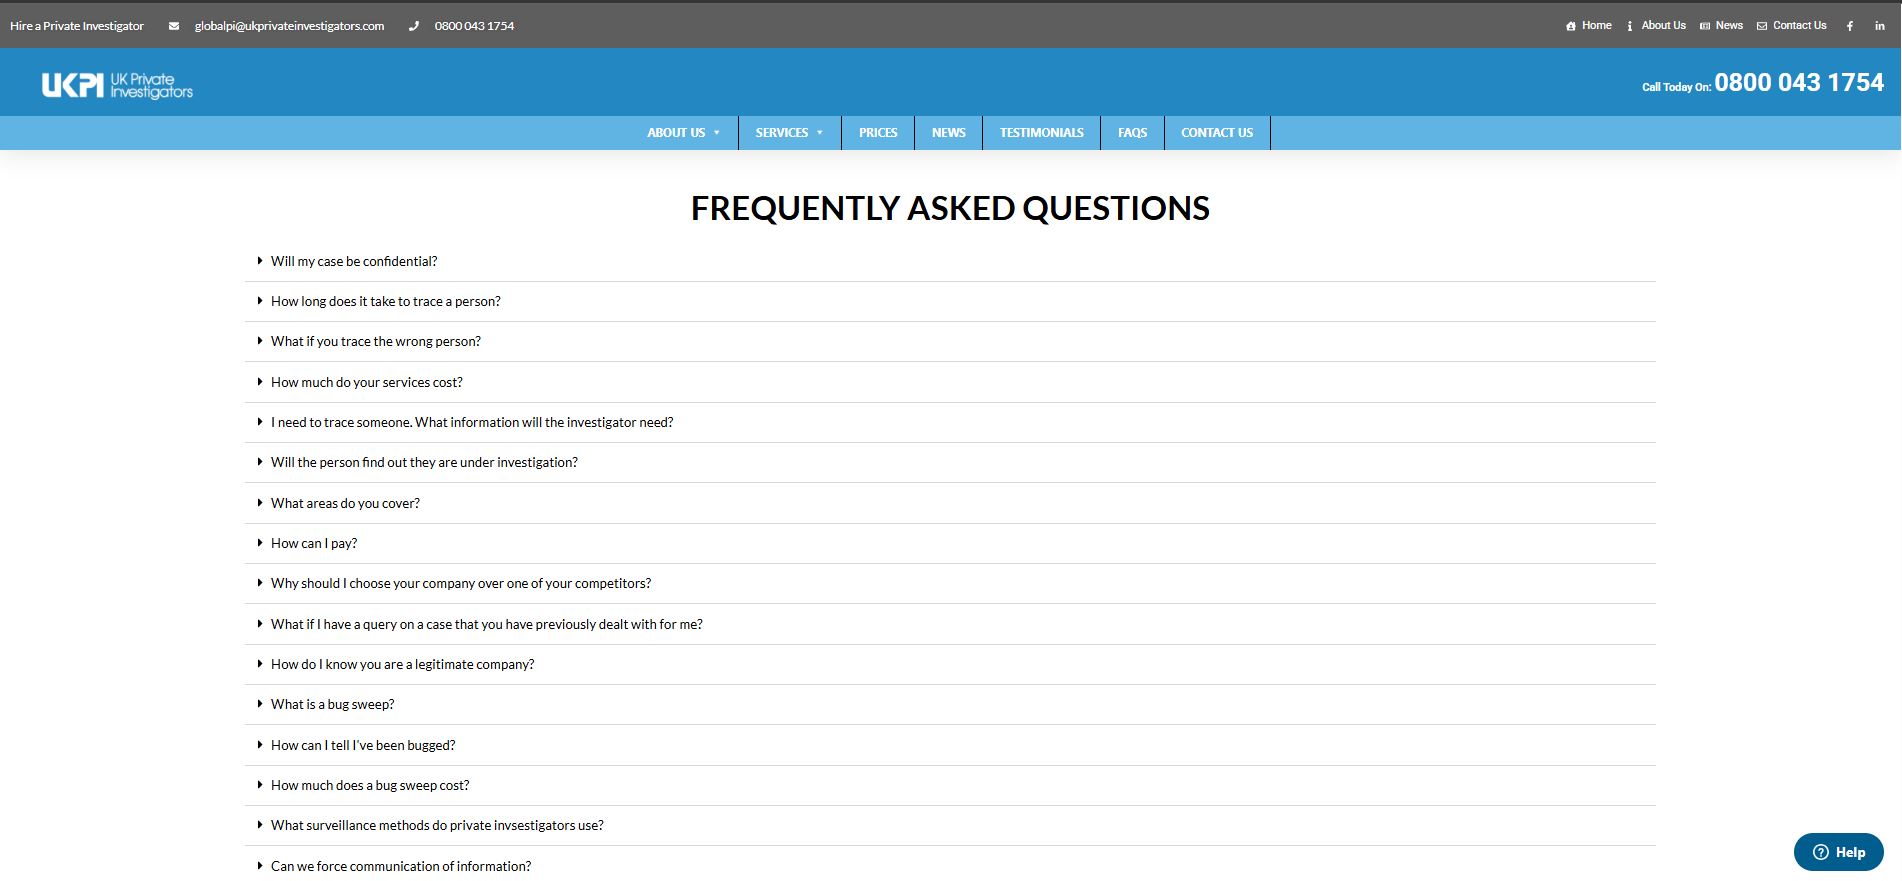 Hire a Private Investigator globalpi@ukprivateinvestigators.com 0800 043 1754 Home About Us News Contact Us
UKPI UK Private Investigators
Call Today On: 0800 043 1754
ABOUT US SERVICES PRICES NEWS TESTIMONIALS FAQS CONTACT US
FREQUENTLY ASKED QUESTIONS
Will my case be confidential?
How long does it take to trace a person?
What if you trace the wrong person?
How much do your services cost?
I need to trace someone. What information will the investigator need?
Will the person find out they are under investigation?
What areas do you cover?
How can I pay?
Why should I choose your company over one of your competitors?
What if I have a query on a case that you have previously dealt with for me?
How do I know you are a legitimate company?
What is a bug sweep?
How can I tell I've been bugged?
How much does a bug sweep cost?
What surveillance methods do private invsestigators use?
Can we force communication of information?
Help